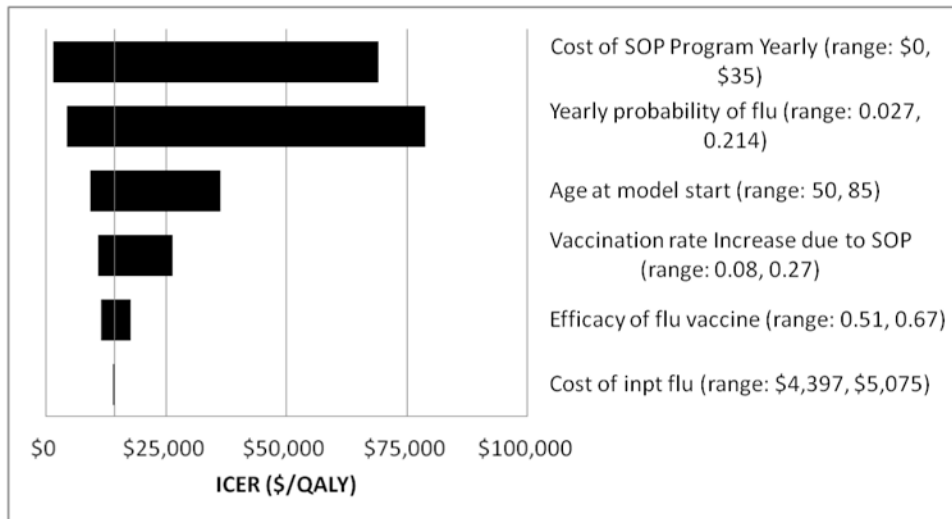 Cost of SOP Program Yearly (range: $0,
$35)
Yearly probability of flu (range: 0.027,
0.214)
Age at model start (range: 50, 85)
Vaccination rate Increase due to SOP
(range: 0.08, 0.27)
Efficacy of flu vaccine (range: 0.51, 0.67)
Cost of inpt flu (range: $4,397, $5,075)
$0 $25,000 $50,000 $75,000 $100,000
ICER ($/QALY)